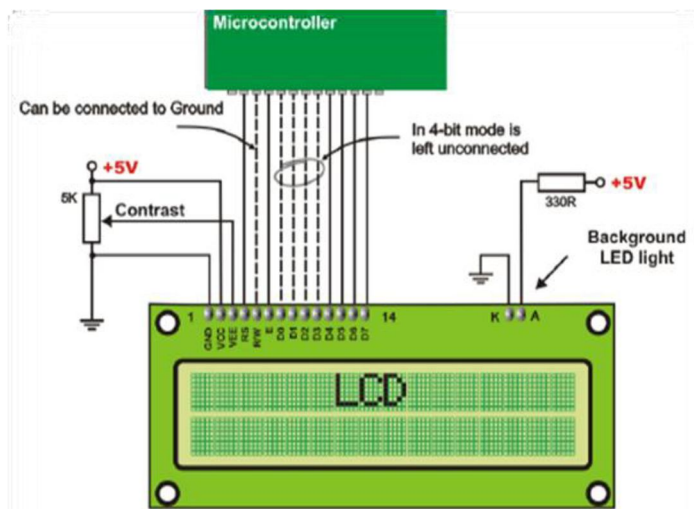 Microcontroller
Can be connected to Ground
In 4-bit mode is
left unconnected
+5V
5K
Contrast
330R
+5V
Background
LED light
1
14
K
A
GND
VCC
VEE
RS
R/W
E
D0
D1
D2
D3
D4
D5
D6
D7
LCD